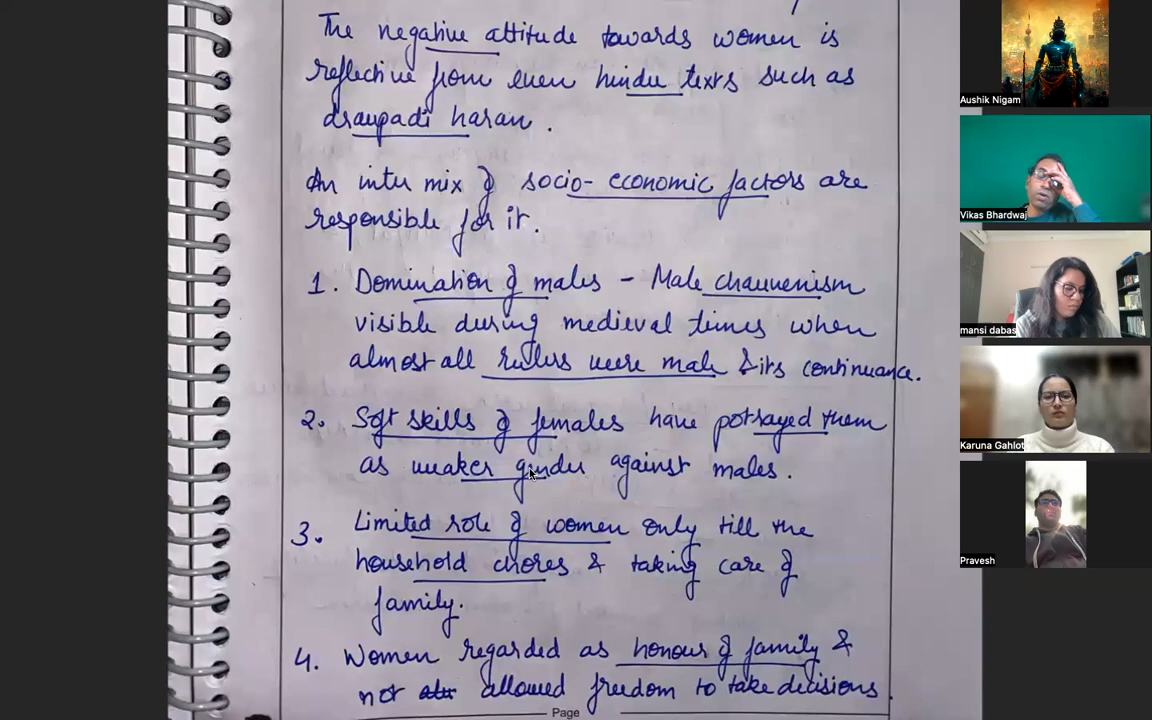 The negative attitude towards women is
reflective from even hindu texts such as
draupadi haran.
An inter mix of socio-economic factors are
responsible for it.
1. Domination of males - Male chauvenism
visible during medieval times when
almost all rulers were male & its continuance.
2. Soft skills of females have potrayed them
as weaker gender against males.
3. Limited role of women only till the
household chores & taking care of
family.
4. Women regarded as honour of family &
not allowed freedom to take decisions.
Page
Aushik Nigam
Vikas Bhardwaj
mansi dabas
Karuna Gahlot
Pravesh